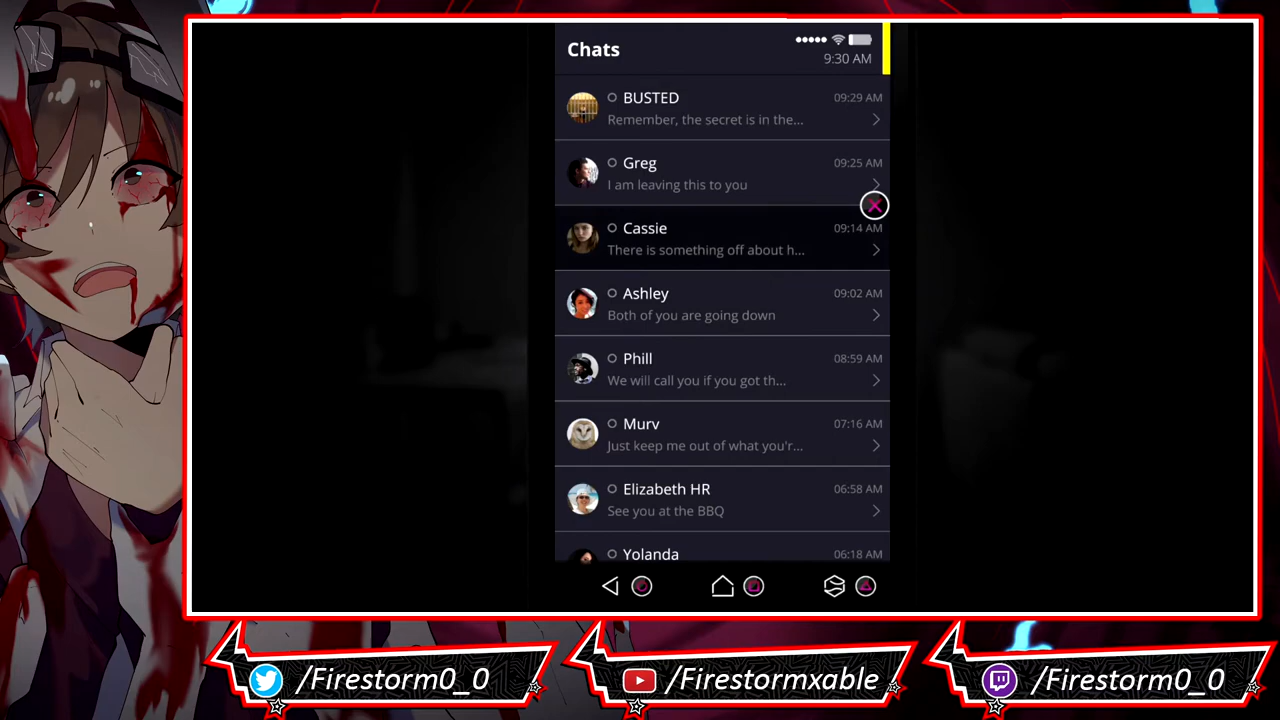 Chats
9:30 AM
BUSTED 09:29 AM
Remember, the secret is in the...
Greg 09:25 AM
I am leaving this to you
Cassie 09:14 AM
There is something off about h...
Ashley 09:02 AM
Both of you are going down
Phill 08:59 AM
We will call you if you got th...
Murv 07:16 AM
Just keep me out of what you'r...
Elizabeth HR 06:58 AM
See you at the BBQ
Yolanda 06:18 AM
/Firestorm0_0 /Firestormxable /Firestorm0_0